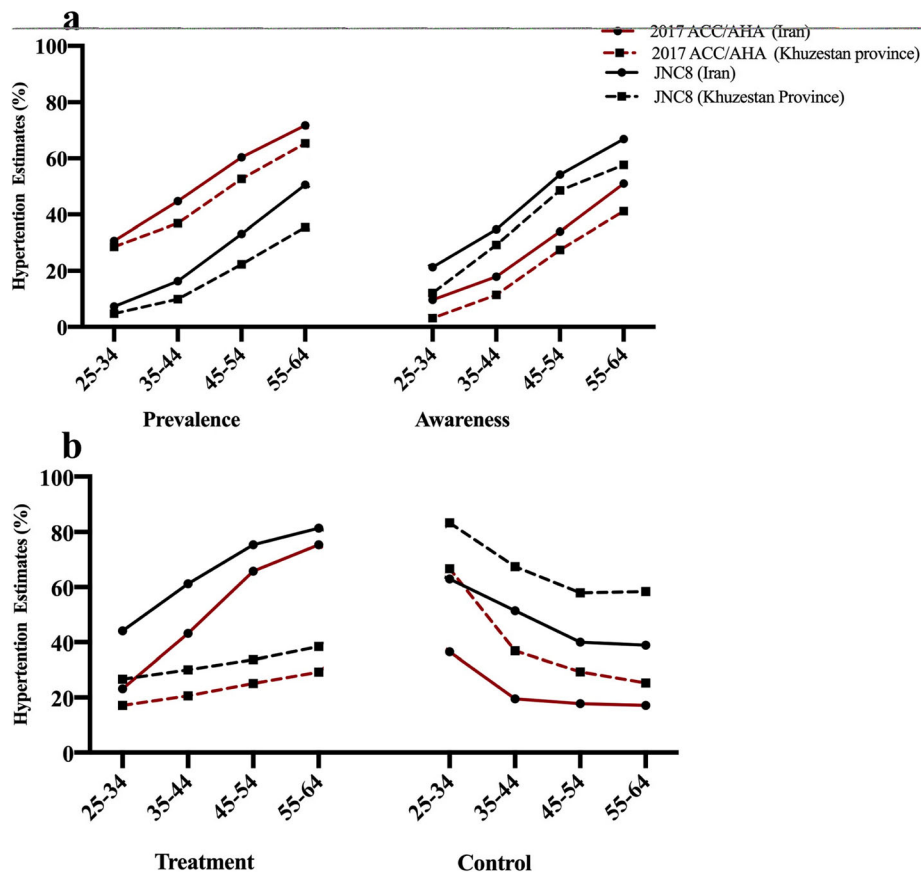 a
2017 ACC/AHA (Iran)
2017 ACC/AHA (Khuzestan province)
JNC8 (Iran)
JNC8 (Khuzestan Province)
Hypertention Estimates (%)
100
80
60
40
20
0
25-34
35-44
45-54
55-64
25-34
35-44
45-54
55-64
Prevalence
Awareness
b
Hypertention Estimates (%)
100
80
60
40
20
0
25-34
35-44
45-54
55-64
25-34
35-44
45-54
55-64
Treatment
Control